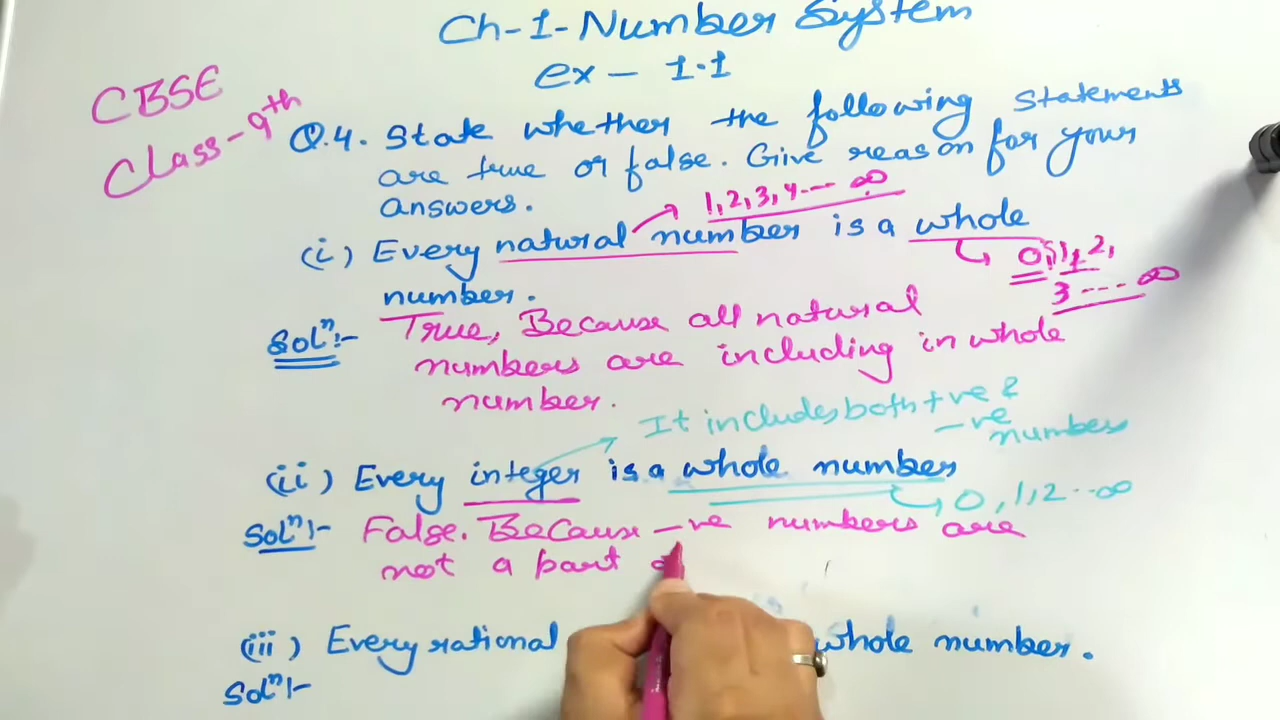 Ch-1-Number System
ex - 1.1
CBSE
Class-9th
Q.4. State whether the following statements
are true or false. Give reason for your
answers.
1,2,3,4--- ∞
(i) Every natural number is a whole
number.
0,1,2,
3 ---- ∞
Solⁿ:- True, Because all natural
numbers are including in whole
number.
It includes both +ve &
-ve numbers
(ii) Every integer is a whole number
0,1,2--∞
Solⁿ:- False. Because -ve numbers are
not a part
(iii) Every rational whole number.
Solⁿ:-